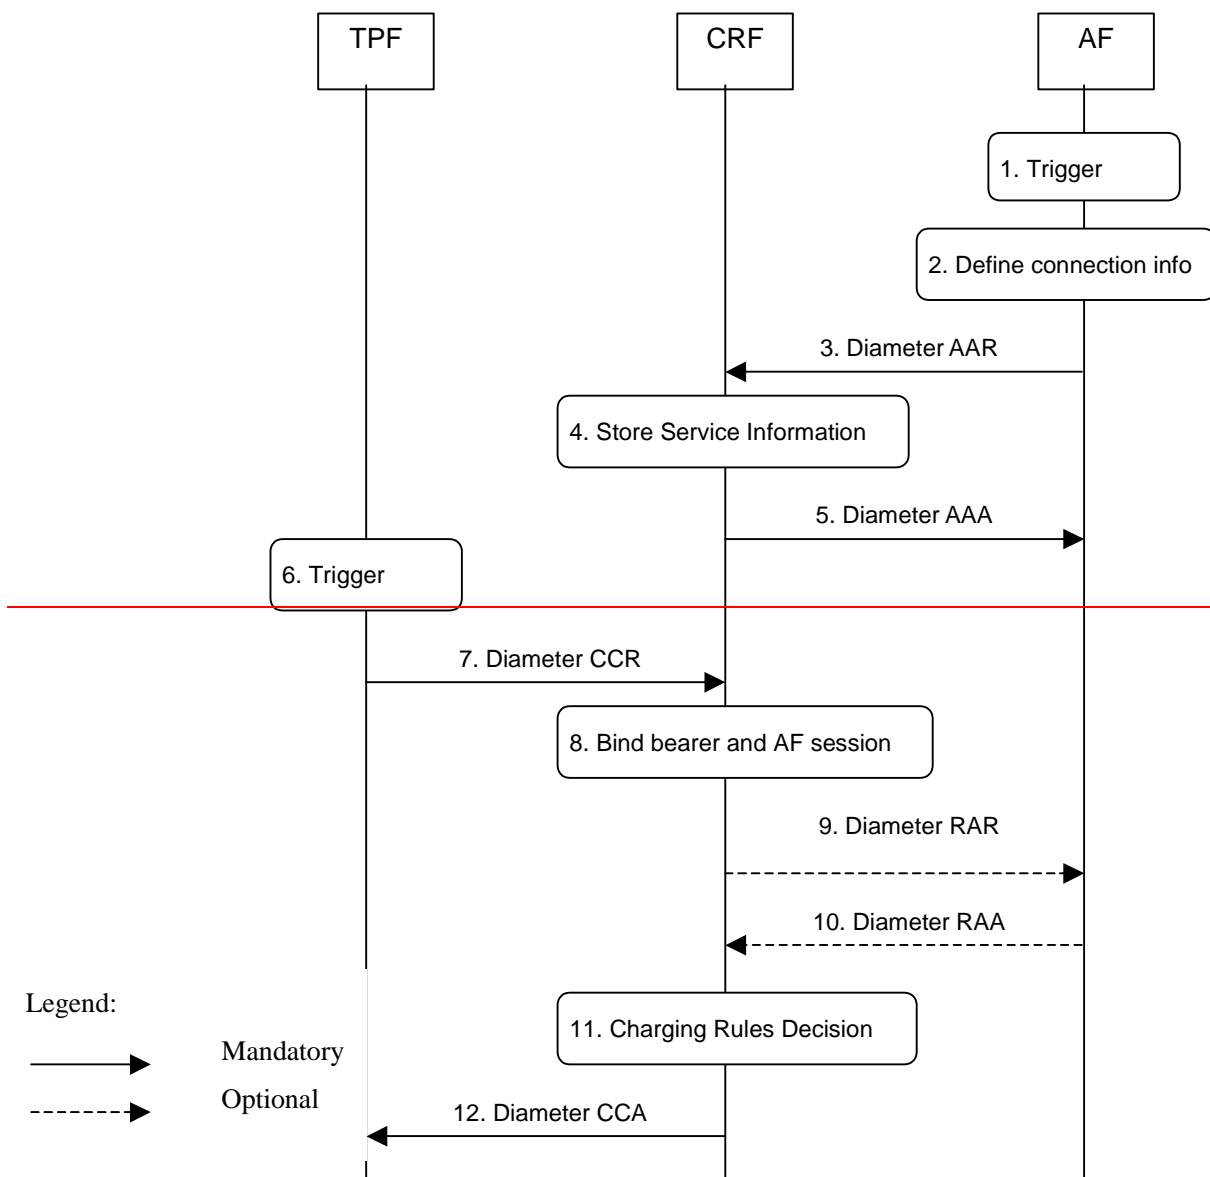 TPF
CRF
AF
1. Trigger
2. Define connection info
3. Diameter AAR
4. Store Service Information
5. Diameter AAA
6. Trigger
7. Diameter CCR
8. Bind bearer and AF session
9. Diameter RAR
10. Diameter RAA
11. Charging Rules Decision
12. Diameter CCA
Legend:
Mandatory
Optional